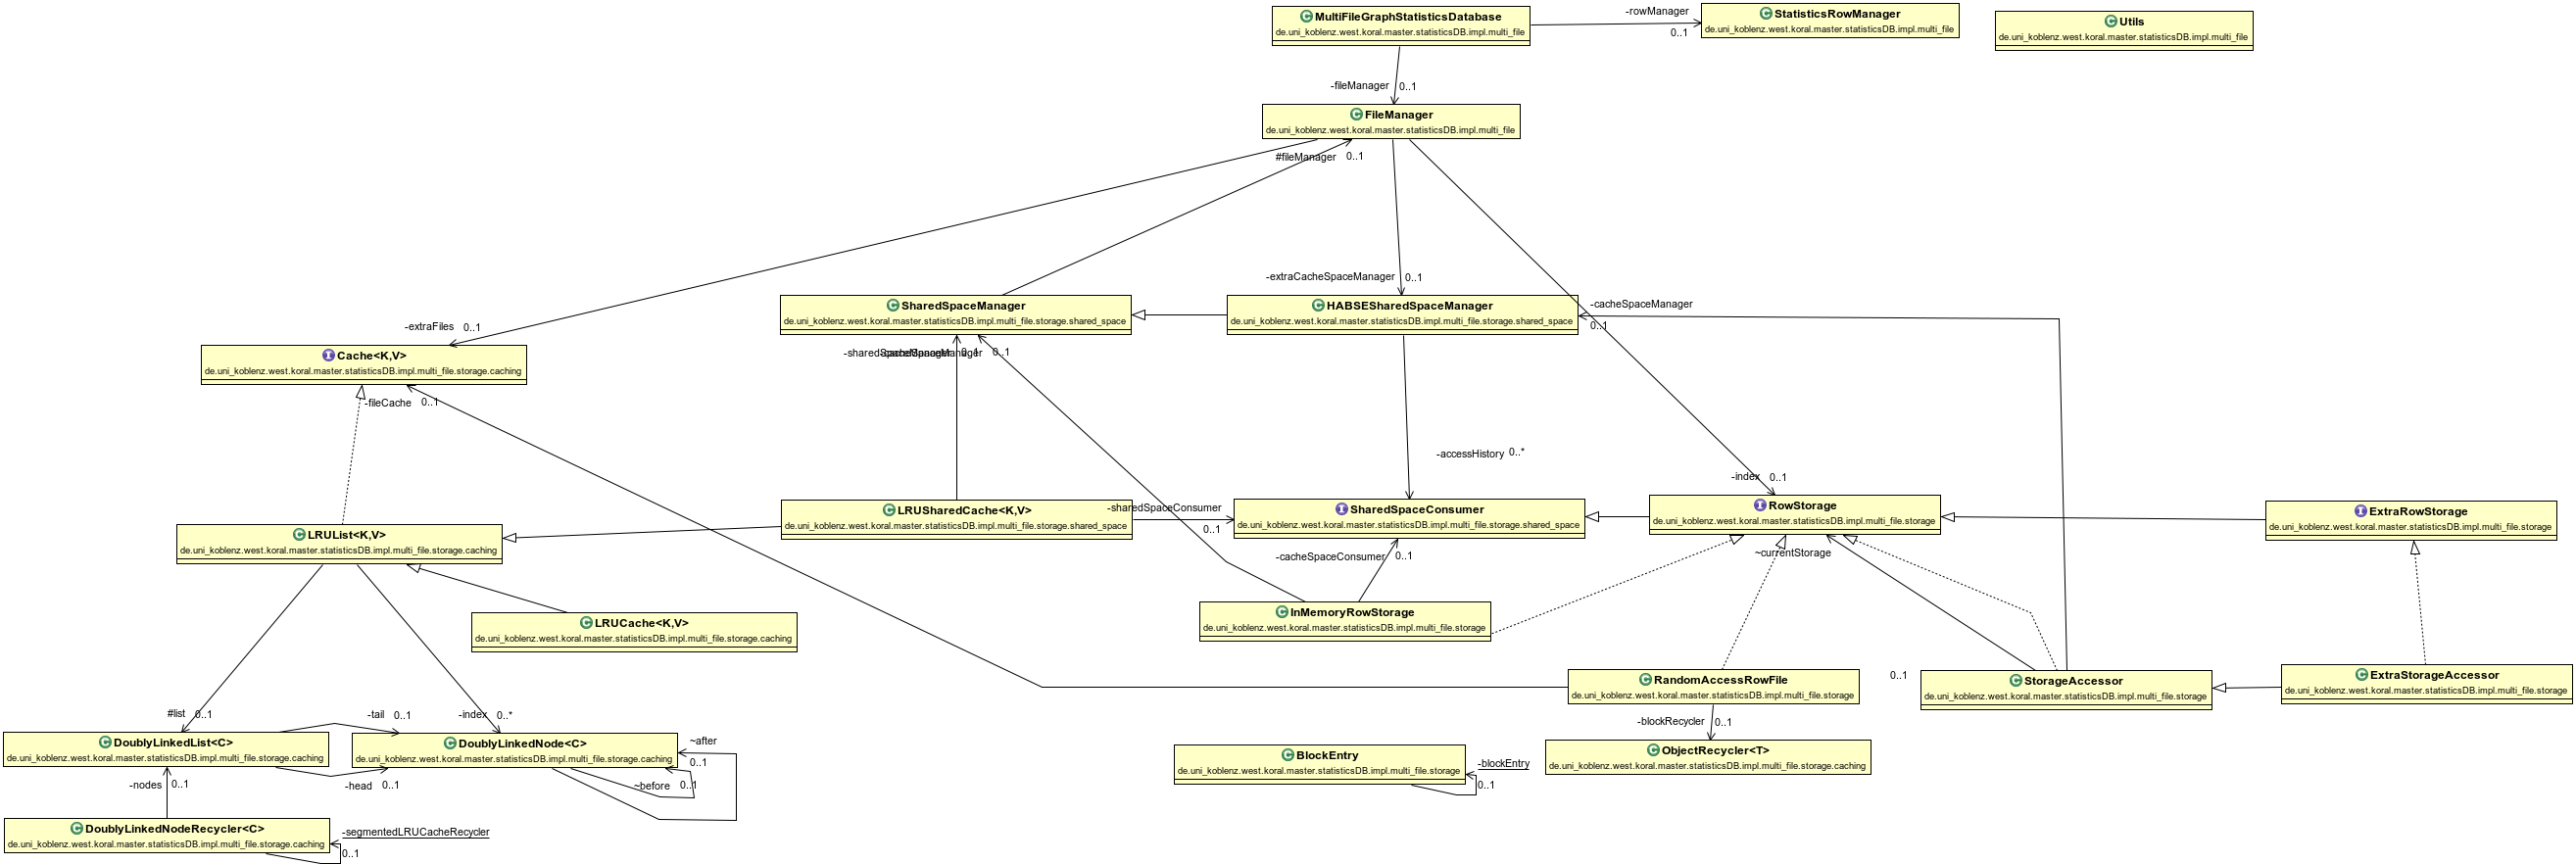 MultiFileGraphStatisticsDatabase
de.uni_koblenz.west.koral.master.statisticsDB.impl.multi_file
-rowManager
0..1
StatisticsRowManager
de.uni_koblenz.west.koral.master.statisticsDB.impl.multi_file
Utils
de.uni_koblenz.west.koral.master.statisticsDB.impl.multi_file
-fileManager
0..1
FileManager
de.uni_koblenz.west.koral.master.statisticsDB.impl.multi_file
#fileManager
0..1
-extraCacheSpaceManager
0..1
-extraFiles
0..1
SharedSpaceManager
de.uni_koblenz.west.koral.master.statisticsDB.impl.multi_file.storage.shared_space
HABSESharedSpaceManager
de.uni_koblenz.west.koral.master.statisticsDB.impl.multi_file.storage.shared_space
-cacheSpaceManager
0..1
Cache<K,V>
de.uni_koblenz.west.koral.master.statisticsDB.impl.multi_file.storage.caching
-sharedSpaceManager
0..1
-cacheSpaceManager
0..1
-fileCache
0..1
-accessHistory
0..*
-index
0..1
LRUList<K,V>
de.uni_koblenz.west.koral.master.statisticsDB.impl.multi_file.storage.caching
LRUSharedCache<K,V>
de.uni_koblenz.west.koral.master.statisticsDB.impl.multi_file.storage.shared_space
-sharedSpaceConsumer
0..1
SharedSpaceConsumer
de.uni_koblenz.west.koral.master.statisticsDB.impl.multi_file.storage.shared_space
RowStorage
de.uni_koblenz.west.koral.master.statisticsDB.impl.multi_file.storage
ExtraRowStorage
de.uni_koblenz.west.koral.master.statisticsDB.impl.multi_file.storage
-cacheSpaceConsumer
0..1
~currentStorage
0..1
LRUCache<K,V>
de.uni_koblenz.west.koral.master.statisticsDB.impl.multi_file.storage.caching
InMemoryRowStorage
de.uni_koblenz.west.koral.master.statisticsDB.impl.multi_file.storage
RandomAccessRowFile
de.uni_koblenz.west.koral.master.statisticsDB.impl.multi_file.storage
StorageAccessor
de.uni_koblenz.west.koral.master.statisticsDB.impl.multi_file.storage
ExtraStorageAccessor
de.uni_koblenz.west.koral.master.statisticsDB.impl.multi_file.storage
#list
0..1
-tail
0..1
-index
0..*
-blockRecycler
0..1
DoublyLinkedList<C>
de.uni_koblenz.west.koral.master.statisticsDB.impl.multi_file.storage.caching
DoublyLinkedNode<C>
de.uni_koblenz.west.koral.master.statisticsDB.impl.multi_file.storage.caching
~after
0..1
-nodes
0..1
-head
0..1
~before
0..1
BlockEntry
de.uni_koblenz.west.koral.master.statisticsDB.impl.multi_file.storage
-blockEntry
0..1
ObjectRecycler<T>
de.uni_koblenz.west.koral.master.statisticsDB.impl.multi_file.storage.caching
DoublyLinkedNodeRecycler<C>
de.uni_koblenz.west.koral.master.statisticsDB.impl.multi_file.storage.caching
-segmentedLRUCacheRecycler
0..1